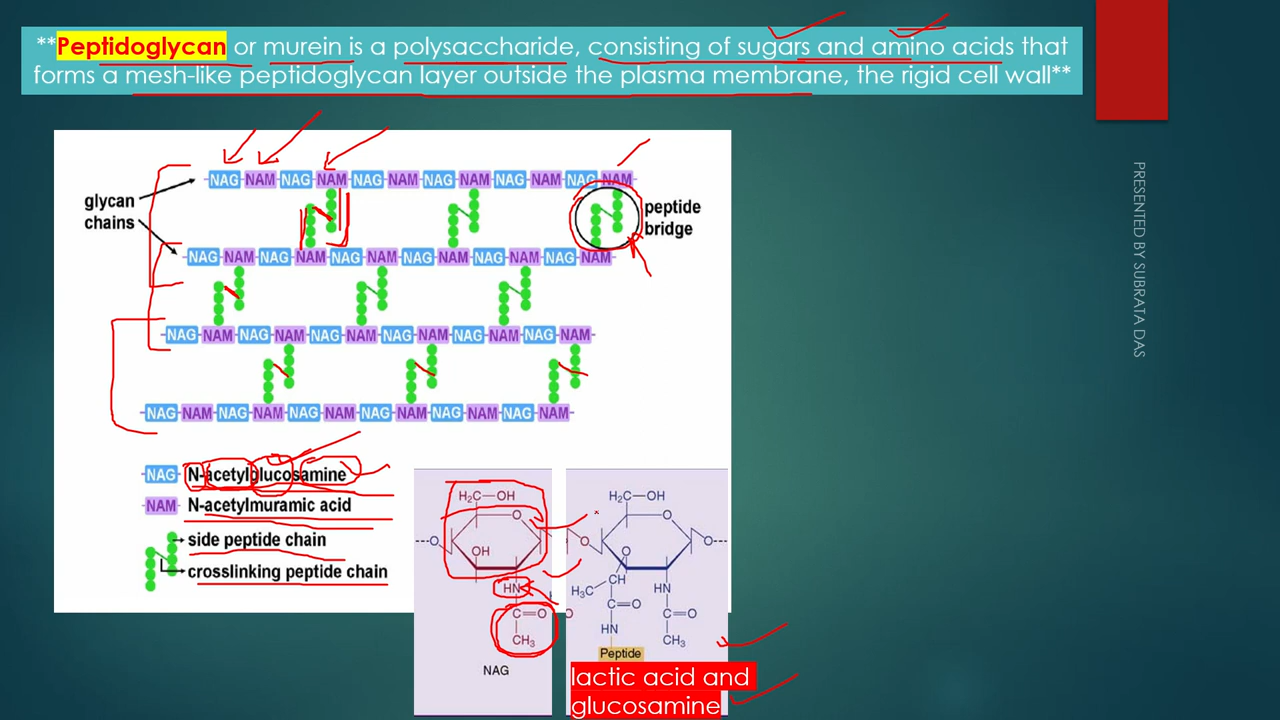 **Peptidoglycan or murein is a polysaccharide, consisting of sugars and amino acids that
forms a mesh-like peptidoglycan layer outside the plasma membrane, the rigid cell wall**
PRESENTED BY SUBRATA DAS
glycan
chains
NAG NAM NAG NAM NAG NAM NAG NAM NAG NAM NAG NAM
peptide
bridge
NAG NAM NAG NAM NAG NAM NAG NAM NAG NAM NAG NAM
NAG NAM NAG NAM NAG NAM NAG NAM NAG NAM NAG NAM
NAG NAM NAG NAM NAG NAM NAG NAM NAG NAM NAG NAM
NAG N-acetylglucosamine
NAM N-acetylmuramic acid
side peptide chain
crosslinking peptide chain
H₂C—OH
O
O
OH
HN
C=O
CH₃
NAG
H₂C—OH
O
O
O
O
H₃C
CH
HN
C=O
C=O
HN
CH₃
Peptide
lactic acid and
glucosamine